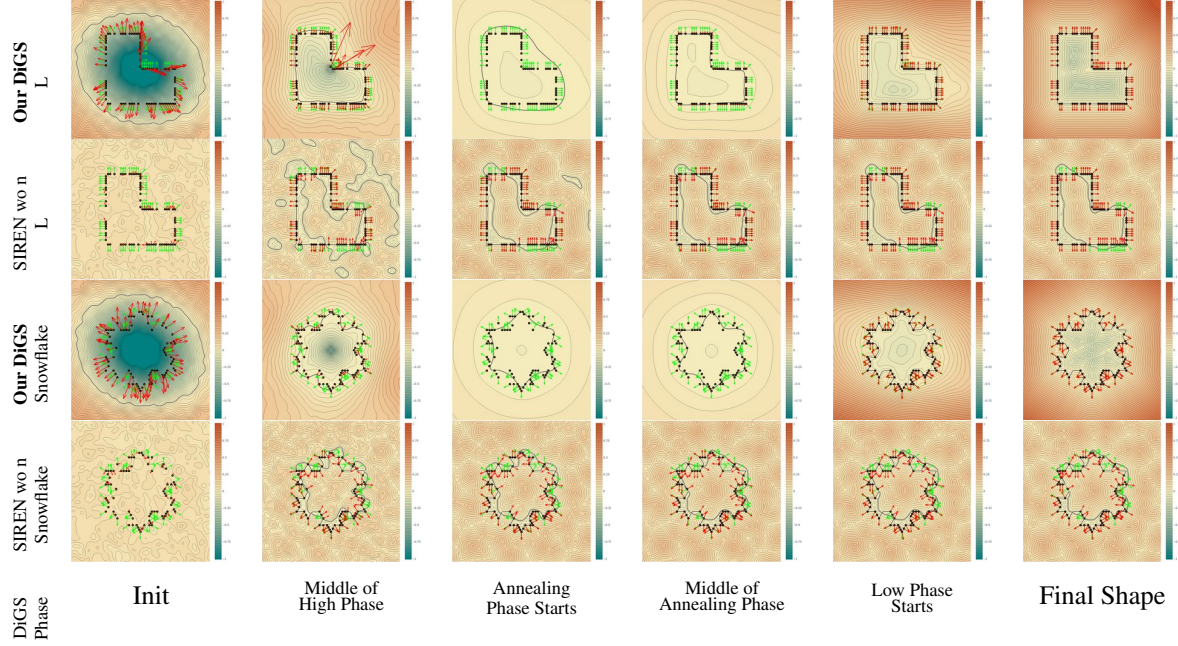 Our DiGS
L
SIREN wo n
L
Our DiGS
Snowflake
SIREN wo n
Snowflake
DiGS
Phase
Init
Middle of
High Phase
Annealing
Phase Starts
Middle of
Annealing Phase
Low Phase
Starts
Final Shape